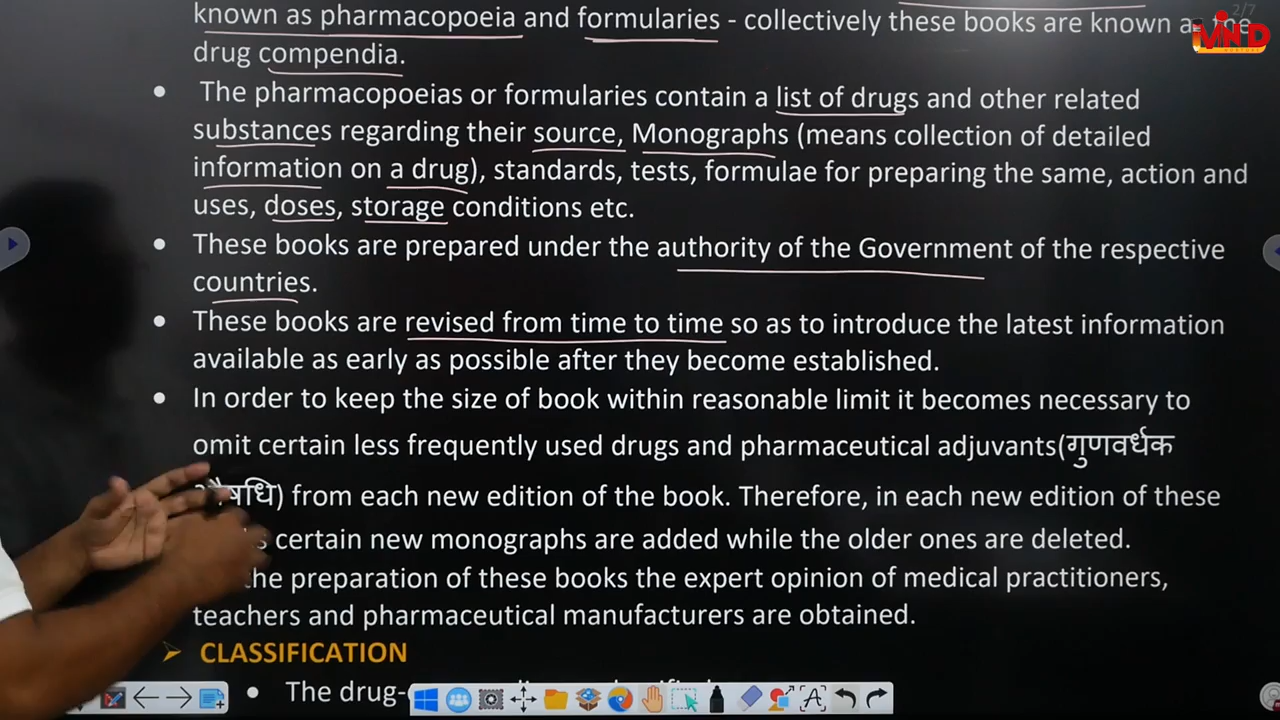 2/7
known as pharmacopoeia and formularies - collectively these books are known as the
MIND
drug compendia.
• The pharmacopoeias or formularies contain a list of drugs and other related
substances regarding their source, Monographs (means collection of detailed
information on a drug), standards, tests, formulae for preparing the same, action and
uses, doses, storage conditions etc.
• These books are prepared under the authority of the Government of the respective
countries.
• These books are revised from time to time so as to introduce the latest information
available as early as possible after they become established.
• In order to keep the size of book within reasonable limit it becomes necessary to
omit certain less frequently used drugs and pharmaceutical adjuvants(गुणवर्धक
औषधि) from each new edition of the book. Therefore, in each new edition of these
certain new monographs are added while the older ones are deleted.
the preparation of these books the expert opinion of medical practitioners,
teachers and pharmaceutical manufacturers are obtained.
➤ CLASSIFICATION
• The drug-